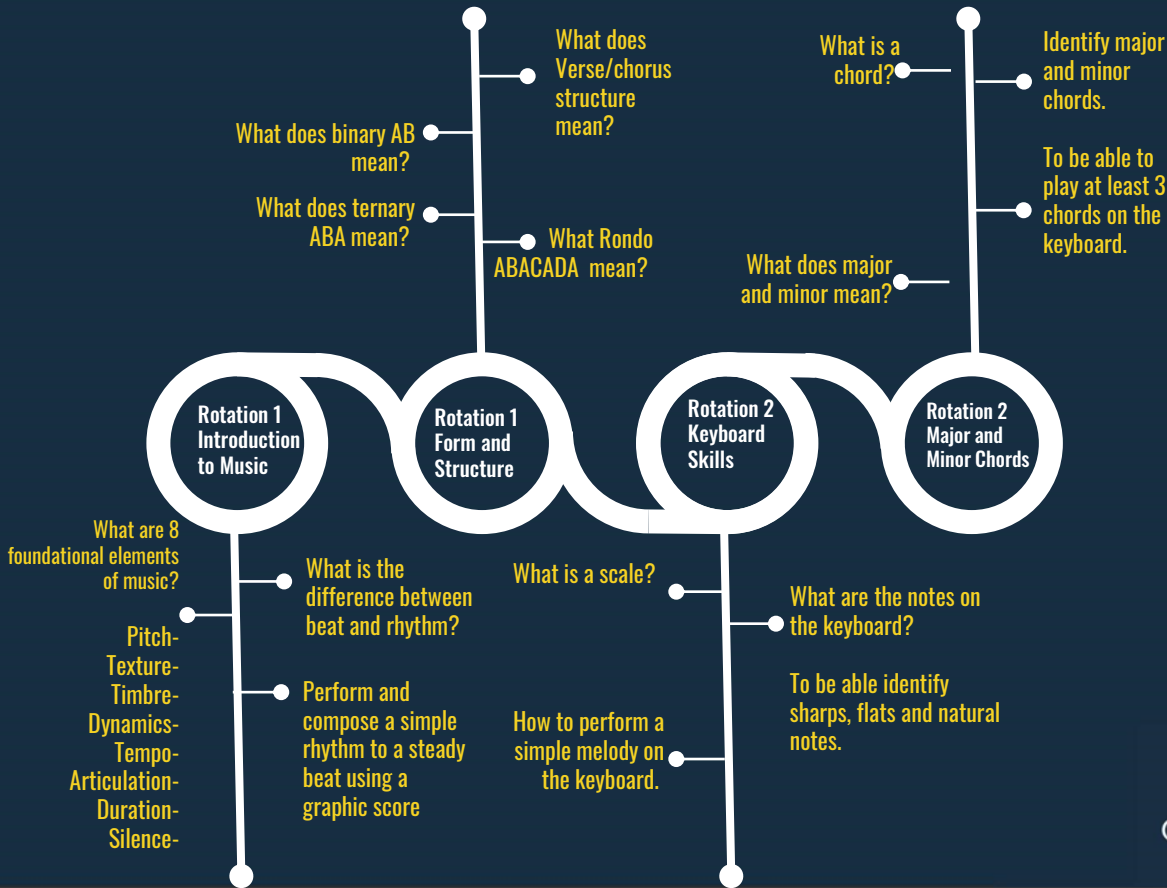 What does
Verse/chorus
structure
mean?
What does binary AB
mean?
What does ternary
ABA mean?
What Rondo
ABACADA mean?
What is a
chord?
Identify major
and minor
chords.
To be able to
play at least 3
chords on the
keyboard.
What does major
and minor mean?
Rotation 1
Introduction
to Music
Rotation 1
Form and
Structure
Rotation 2
Keyboard
Skills
Rotation 2
Major and
Minor Chords
What are 8
foundational elements
of music?
Pitch-
Texture-
Timbre-
Dynamics-
Tempo-
Articulation-
Duration-
Silence-
What is the
difference between
beat and rhythm?
Perform and
compose a simple
rhythm to a steady
beat using a
graphic score
What is a scale?
How to perform a
simple melody on
the keyboard.
What are the notes on
the keyboard?
To be able identify
sharps, flats and natural
notes.